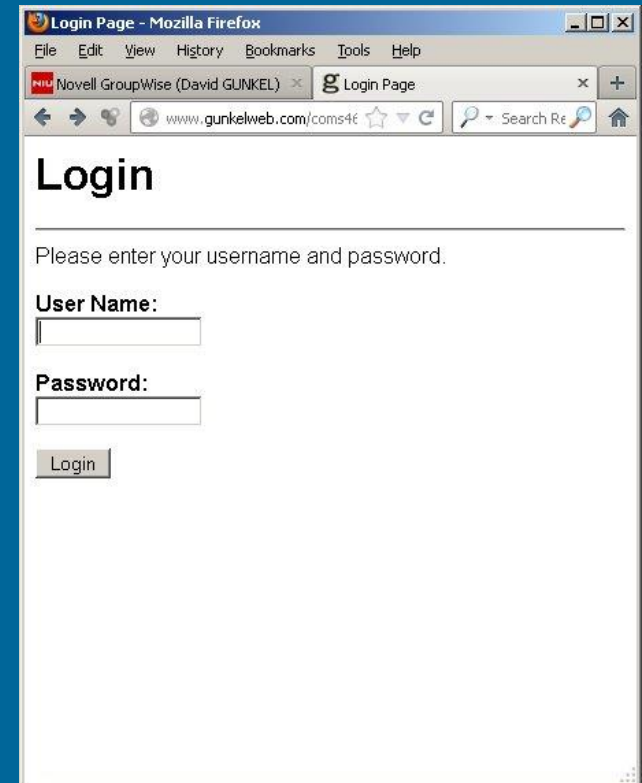 Login Page - Mozilla Firefox
File Edit View History Bookmarks Tools Help
NIU Novell GroupWise (David GUNKEL) × g Login Page × +
www.gunkelweb.com/coms46 Search Re
Login
Please enter your username and password.
User Name:
Password:
Login